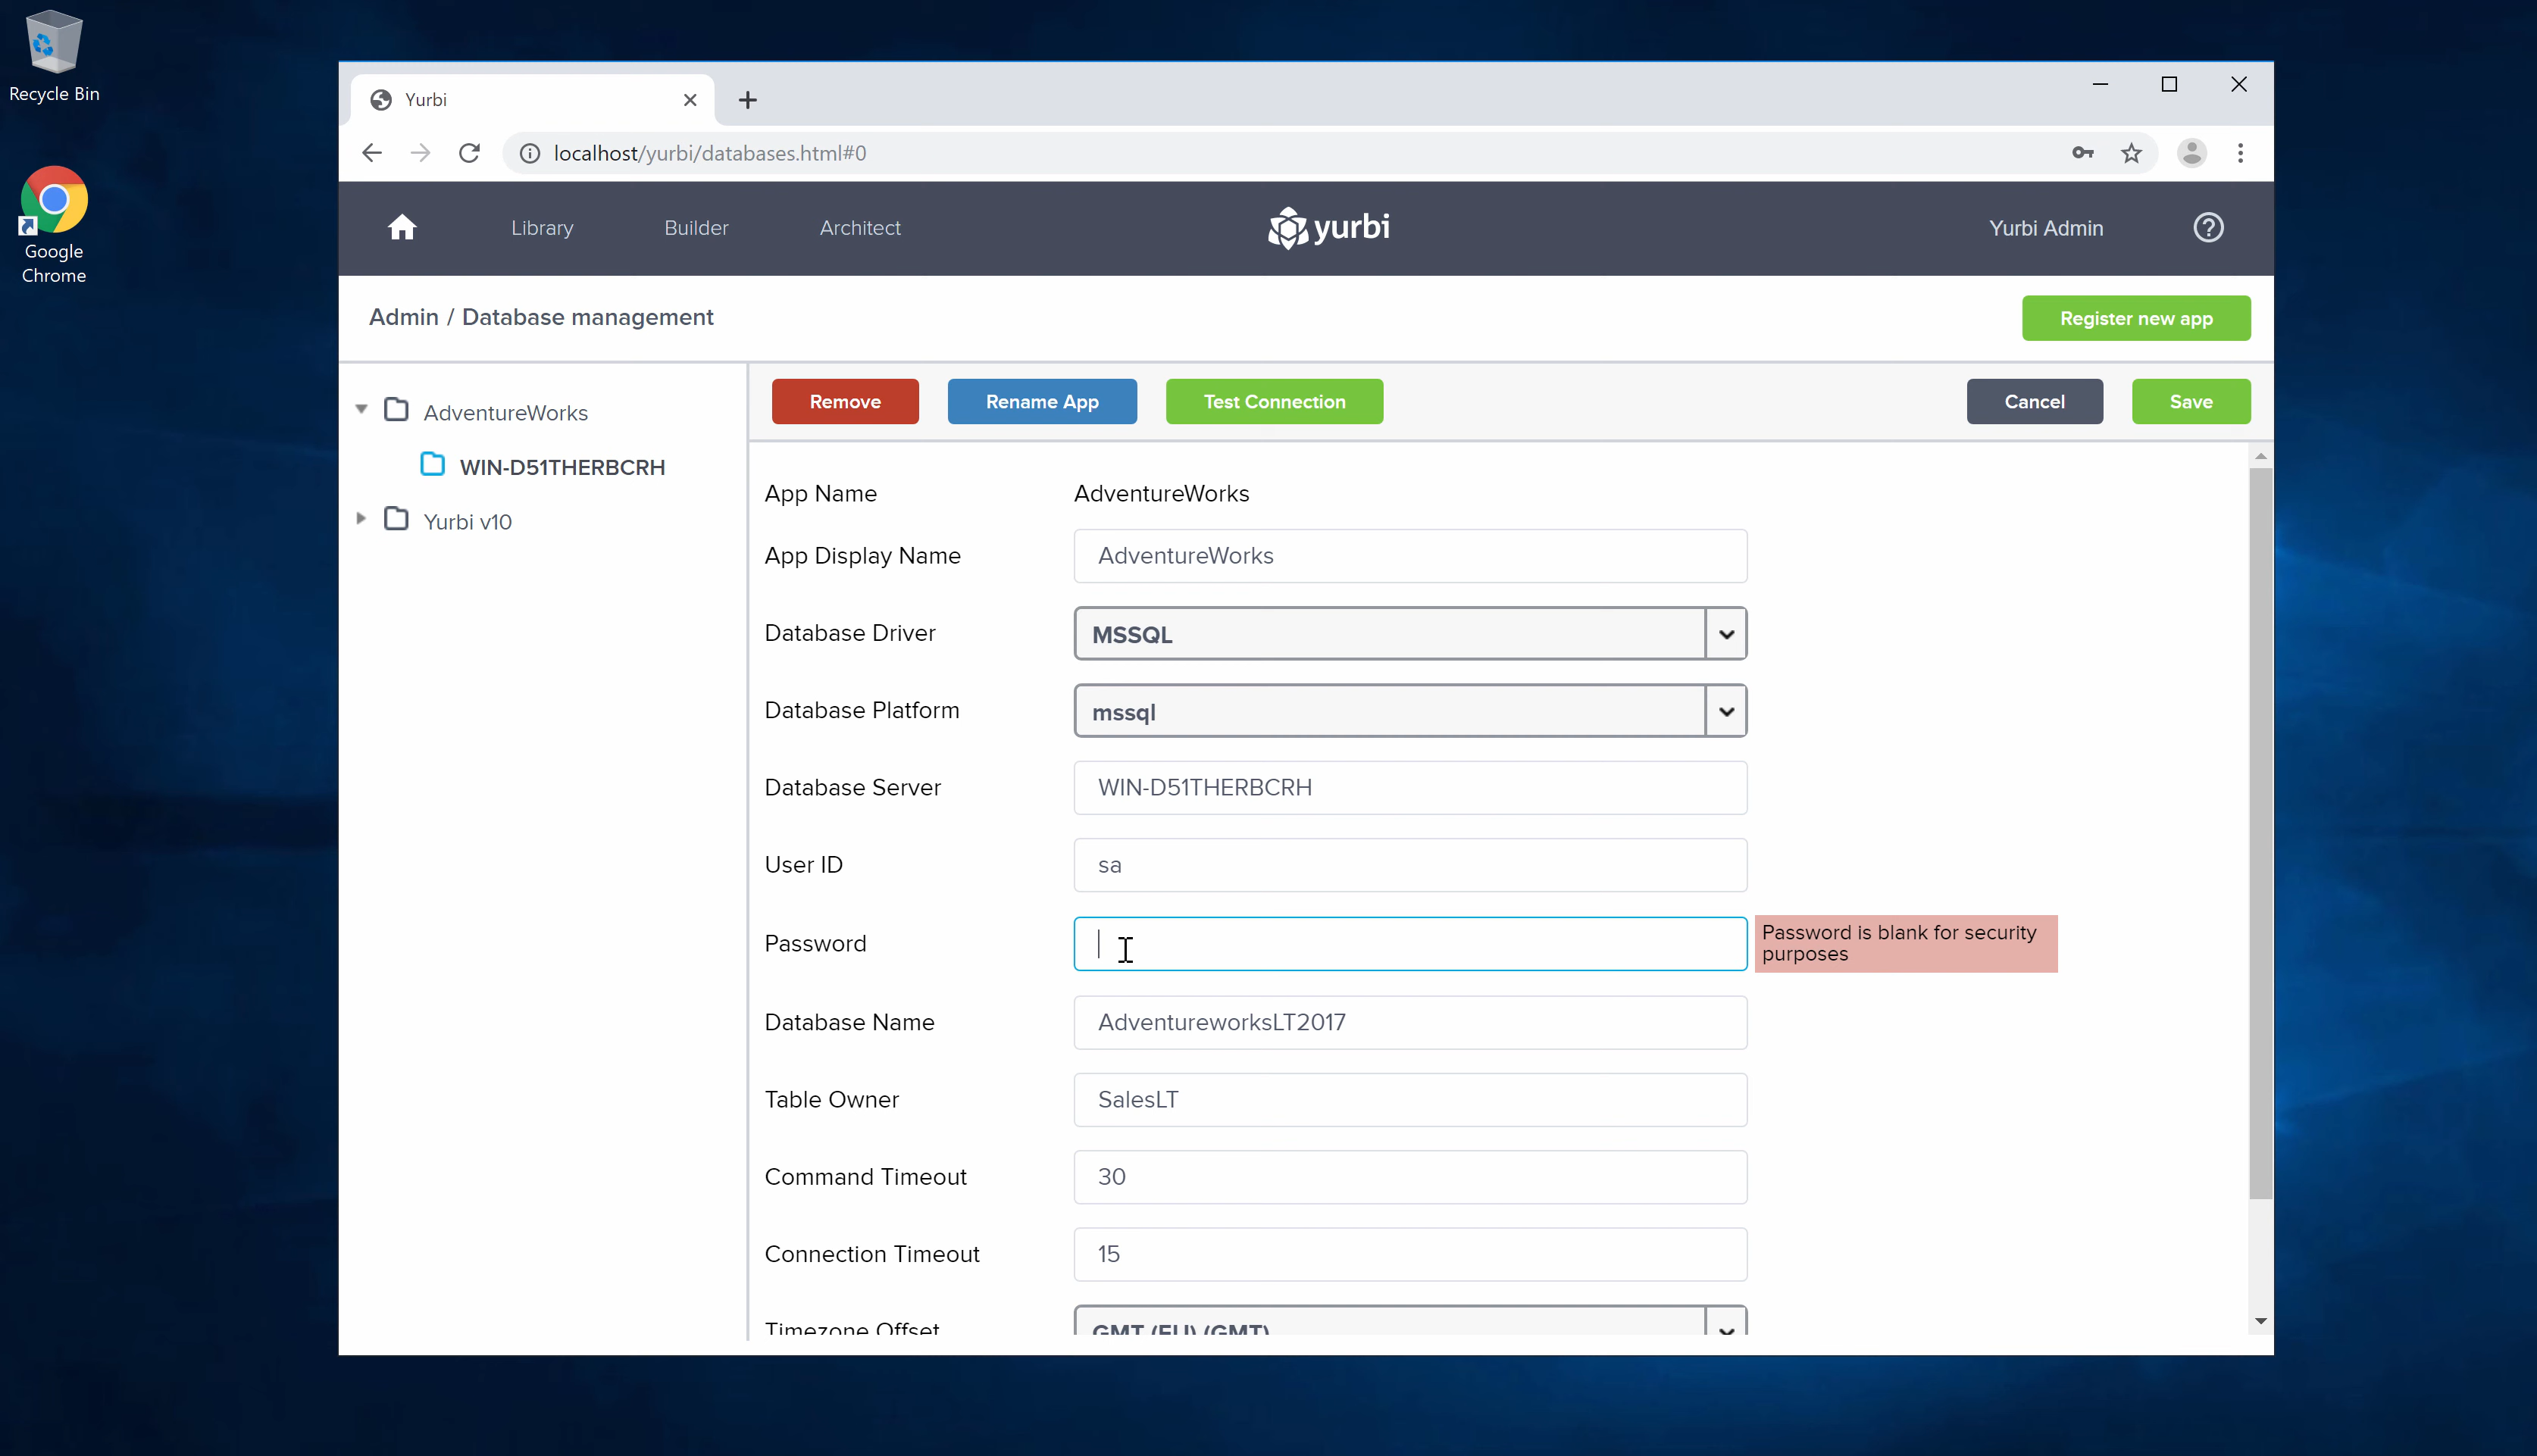 Recycle Bin
Google
Chrome
Yurbi
localhost/yurbi/databases.html#0
Library
Builder
Architect
yurbi
Yurbi Admin
Admin / Database management
Register new app
AdventureWorks
WIN-D51THERBCRH
Yurbi v10
Remove
Rename App
Test Connection
Cancel
Save
App Name
AdventureWorks
App Display Name
AdventureWorks
Database Driver
MSSQL
Database Platform
mssql
Database Server
WIN-D51THERBCRH
User ID
sa
Password
Password is blank for security
purposes
Database Name
AdventureworksLT2017
Table Owner
SalesLT
Command Timeout
30
Connection Timeout
15
Timezone Offset
GMT (EU) (GMT)